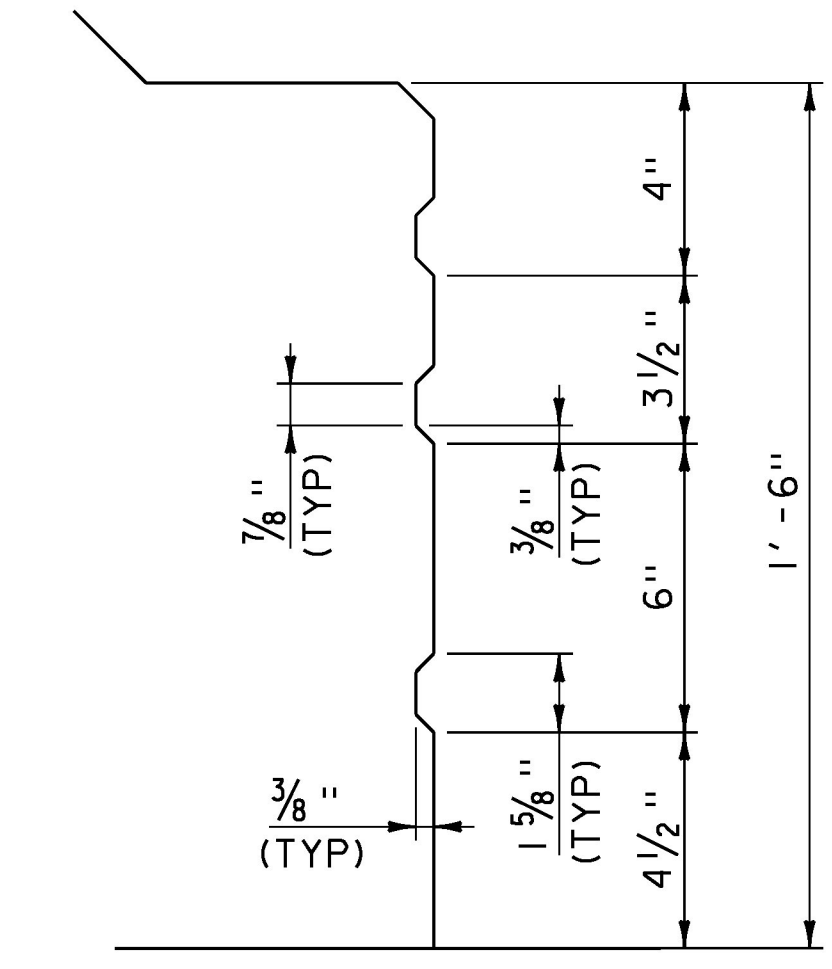 4"
3 1/2"
1'-6"
7/8"
(TYP)
3/8"
(TYP)
6"
3/8"
(TYP)
1 5/8"
(TYP)
4 1/2"